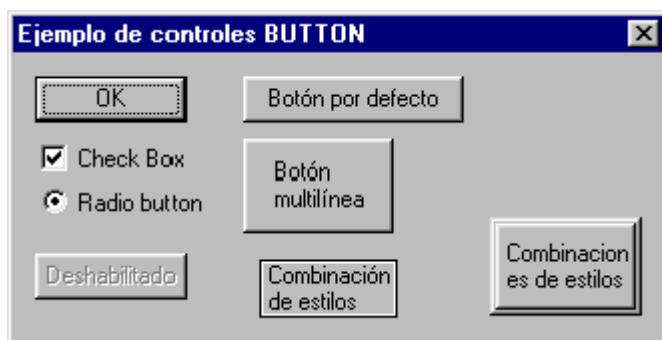 Ejemplo de controles BUTTON
OK
Botón por defecto
Check Box
Radio button
Botón
multilínea
Deshabilitado
Combinación
de estilos
Combinacion
es de estilos